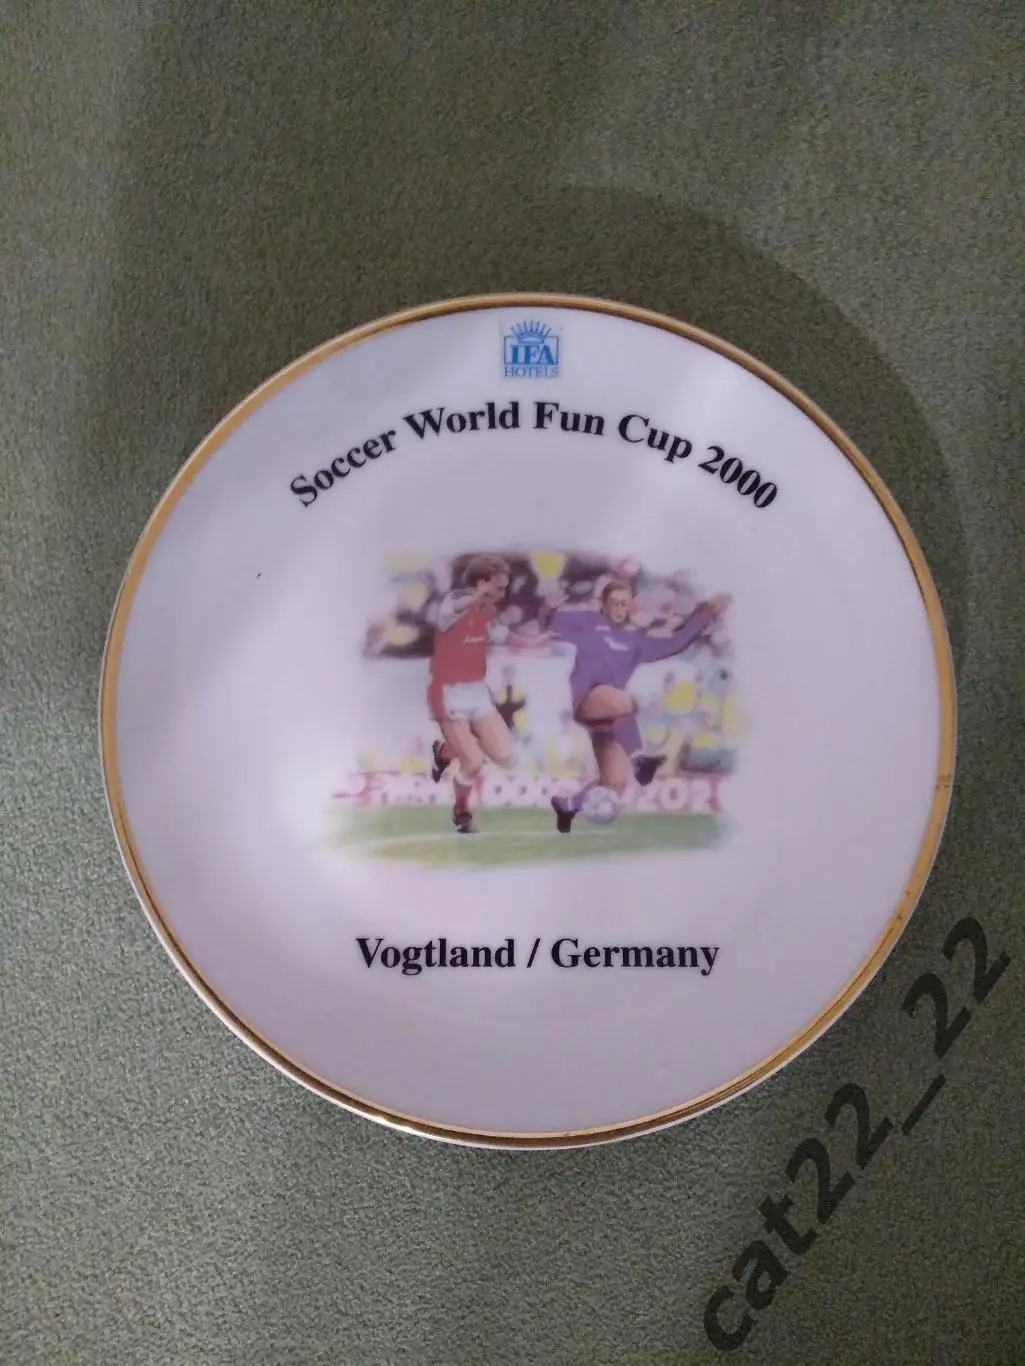 IFA
HOTELS
Soccer World Fun Cup 2000
Vogtland / Germany
cat22_22